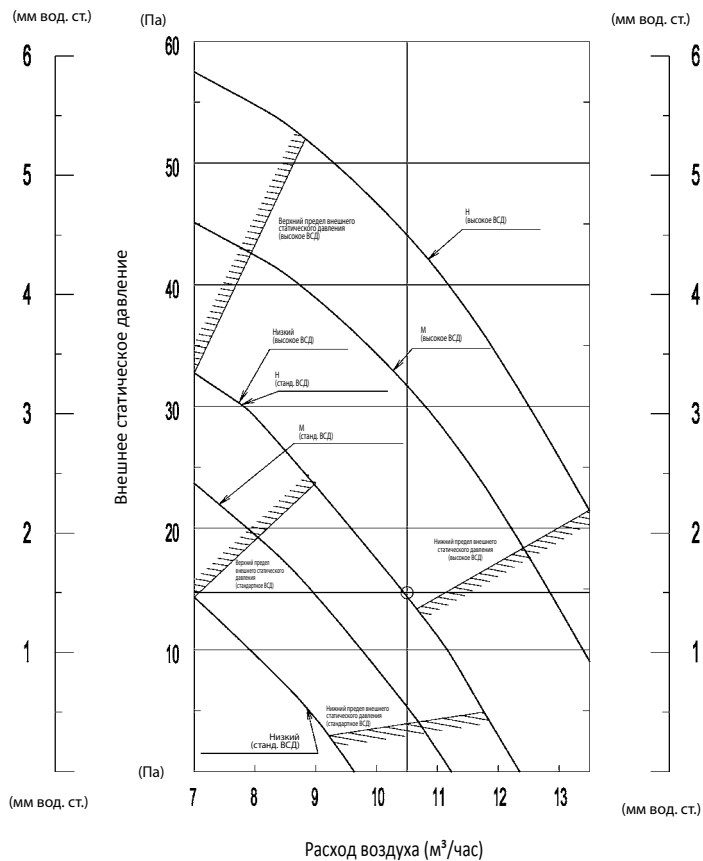 (мм вод. ст.)
(Па)
(мм вод. ст.)
6
60
6
5
50
5
Верхний предел внешнего
статического давления
(высокое ВСД)
H
(высокое ВСД)
4
40
4
Внешнее статическое давление
Низкий
(высокое ВСД)
M
(высокое ВСД)
H
(станд. ВСД)
3
30
3
M
(станд. ВСД)
2
20
2
Нижний предел внешнего
статического давления
(высокое ВСД)
Верхний предел
внешнего статического
давления
(стандартное ВСД)
1
10
1
Нижний предел внешнего
статического давления
(стандартное ВСД)
Низкий
(станд. ВСД)
(Па)
(мм вод. ст.)
7 8 9 10 11 12 13
(мм вод. ст.)
Расход воздуха (м³/час)